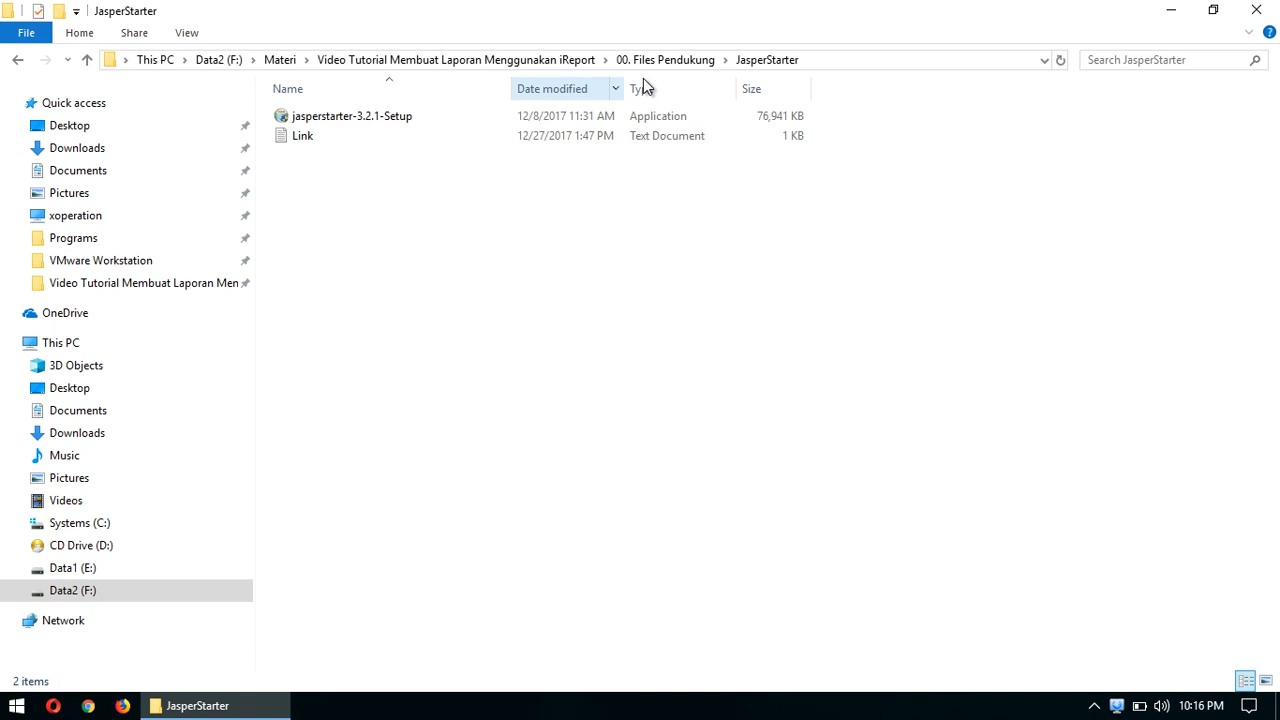 JasperStarter
File Home Share View
This PC Data2 (F:) Materi Video Tutorial Membuat Laporan Menggunakan iReport 00. Files Pendukung JasperStarter Search JasperStarter
Name Date modified Size
jasperstarter-3.2.1-Setup 12/8/2017 11:31 AM Application 76,941 KB
Link 12/27/2017 1:47 PM Text Document 1 KB
Quick access
Desktop
Downloads
Documents
Pictures
xoperation
Programs
VMware Workstation
Video Tutorial Membuat Laporan Men
OneDrive
This PC
3D Objects
Desktop
Documents
Downloads
Music
Pictures
Videos
Systems (C:)
CD Drive (D:)
Data1 (E:)
Data2 (F:)
Network
2 items
JasperStarter 10:16 PM